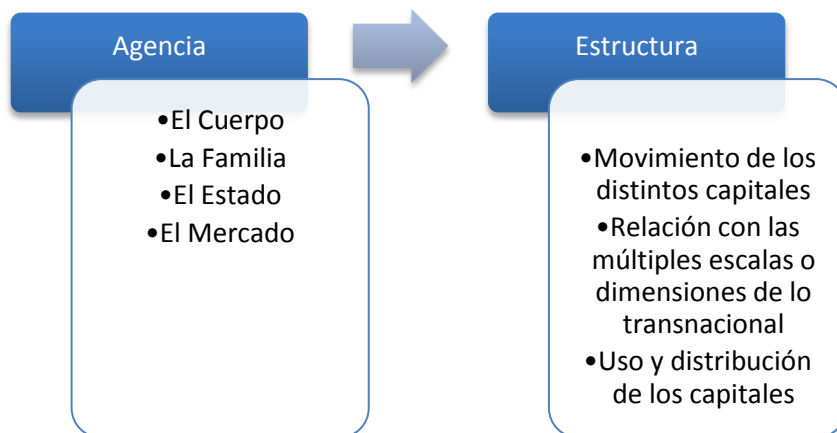 Agencia
•El Cuerpo
•La Familia
•El Estado
•El Mercado
Estructura
•Movimiento de los
distintos capitales
•Relación con las
múltiples escalas o
dimensiones de lo
transnacional
•Uso y distribución
de los capitales